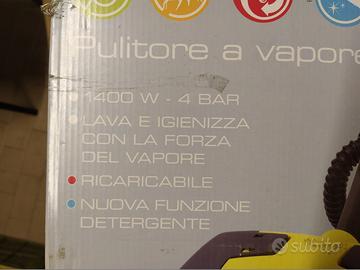 Pulitore a vapore
1400 W - 4 BAR
LAVA E IGIENIZZA
CON LA FORZA
DEL VAPORE
RICARICABILE
NUOVA FUNZIONE
DETERGENTE
subito